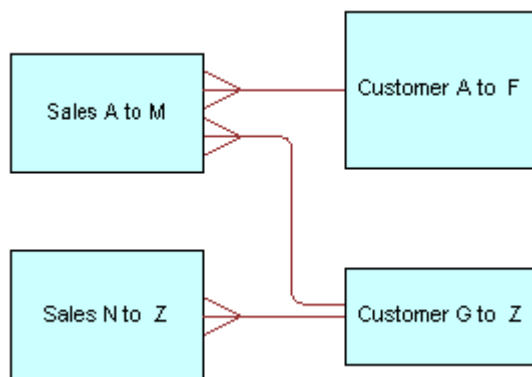 Customer A to F
Sales A to M
Sales N to Z
Customer G to Z